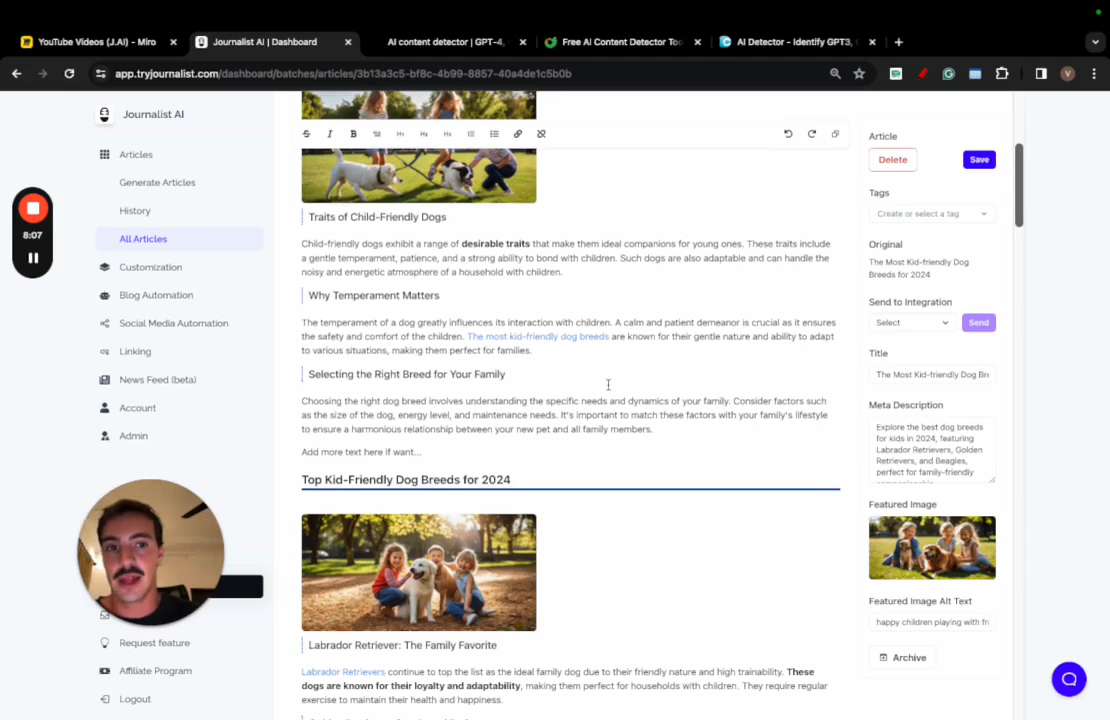 YouTube Videos (J.AI) - Miro
Journalist AI | Dashboard
AI content detector | GPT-4,
Free AI Content Detector Too
AI Detector - Identify GPT3,
app.tryjournalist.com/dashboard/batches/articles/3b13a3c5-bf8c-4b99-8857-40a4de1c5b0b
V
8:07
Journalist AI
Articles
Generate Articles
History
All Articles
Customization
Blog Automation
Social Media Automation
Linking
News Feed (beta)
Account
Admin
Request feature
Affiliate Program
Logout
Traits of Child-Friendly Dogs
Child-friendly dogs exhibit a range of desirable traits that make them ideal companions for young ones. These traits include
a gentle temperament, patience, and a strong ability to bond with children. Such dogs are also adaptable and can handle the
noisy and energetic atmosphere of a household with children.
Why Temperament Matters
The temperament of a dog greatly influences its interaction with children. A calm and patient demeanor is crucial as it ensures
the safety and comfort of the children. The most kid-friendly dog breeds are known for their gentle nature and ability to adapt
to various situations, making them perfect for families.
Selecting the Right Breed for Your Family
Choosing the right dog breed involves understanding the specific needs and dynamics of your family. Consider factors such
as the size of the dog, energy level, and maintenance needs. It's important to match these factors with your family's lifestyle
to ensure a harmonious relationship between your new pet and all family members.
Add more text here if want...
Top Kid-Friendly Dog Breeds for 2024
Labrador Retriever: The Family Favorite
Labrador Retrievers continue to top the list as the ideal family dog due to their friendly nature and high trainability. These
dogs are known for their loyalty and adaptability, making them perfect for households with children. They require regular
exercise to maintain their health and happiness.
Article
Delete
Save
Tags
Create or select a tag
Original
The Most Kid-friendly Dog
Breeds for 2024
Send to Integration
Select
Send
Title
The Most Kid-friendly Dog Bre
Meta Description
Explore the best dog breeds
for kids in 2024, featuring
Labrador Retrievers, Golden
Retrievers, and Beagles,
perfect for family-friendly
Featured Image
Featured Image Alt Text
happy children playing with fri
Archive